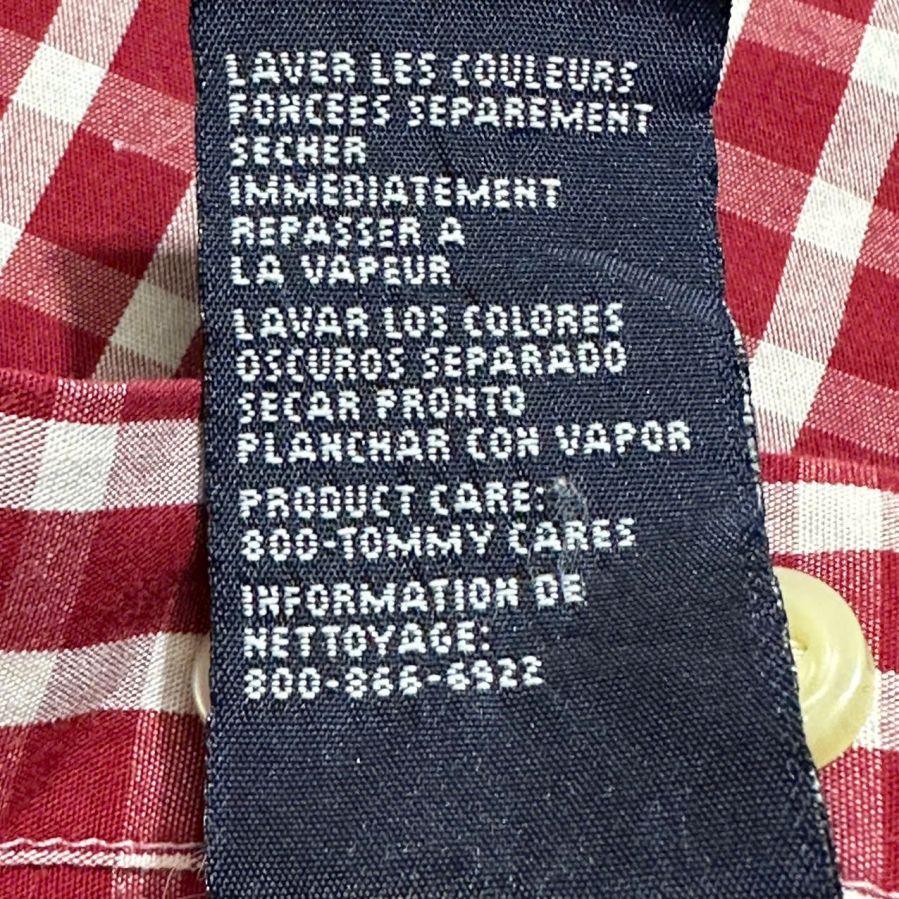 LAVER LES COULEURS
FONCEES SEPAREMENT
SECHER
IMMEDIATEMENT
REPASSER A
LA VAPEUR
LAVAR LOS COLORES
OSCUROS SEPARADO
SECAR PRONTO
PLANCHAR CON VAPOR
PRODUCT CARE:
800-TOMMY CARES
INFORMATION DE
NETTOYAGE:
800-866-6922